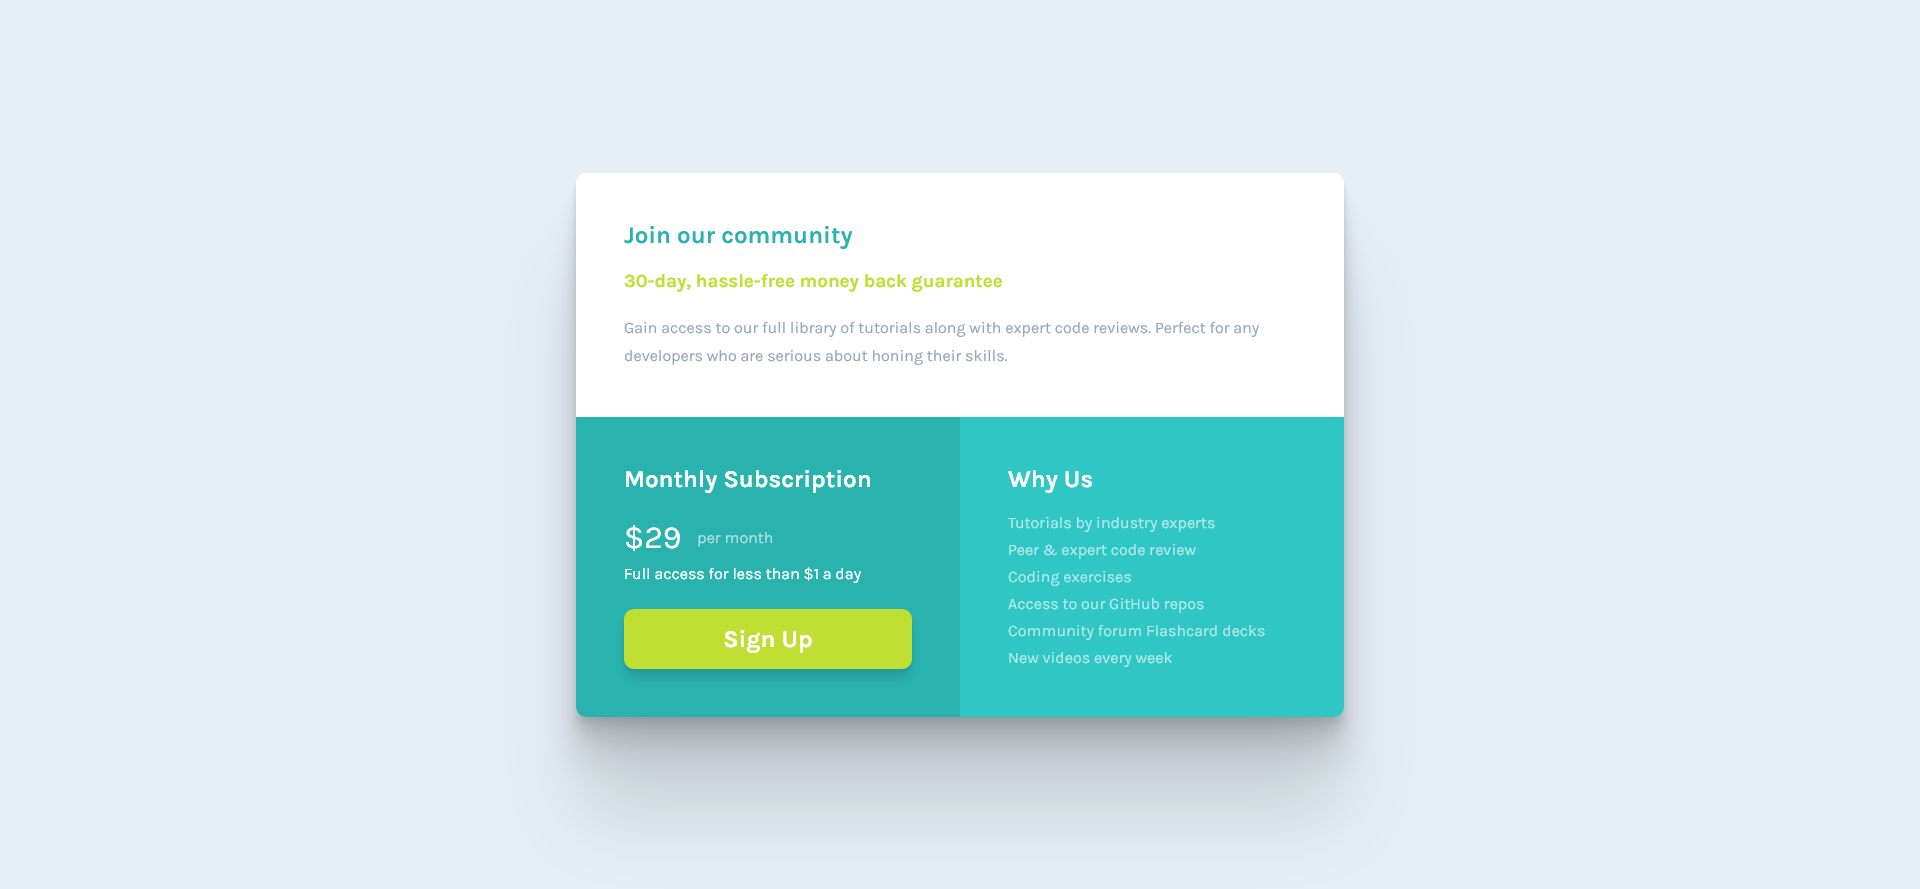 Join our community
30-day, hassle-free money back guarantee
Gain access to our full library of tutorials along with expert code reviews. Perfect for any
developers who are serious about honing their skills.
Monthly Subscription
$29 per month
Full access for less than $1 a day
Sign Up
Why Us
Tutorials by industry experts
Peer & expert code review
Coding exercises
Access to our GitHub repos
Community forum Flashcard decks
New videos every week